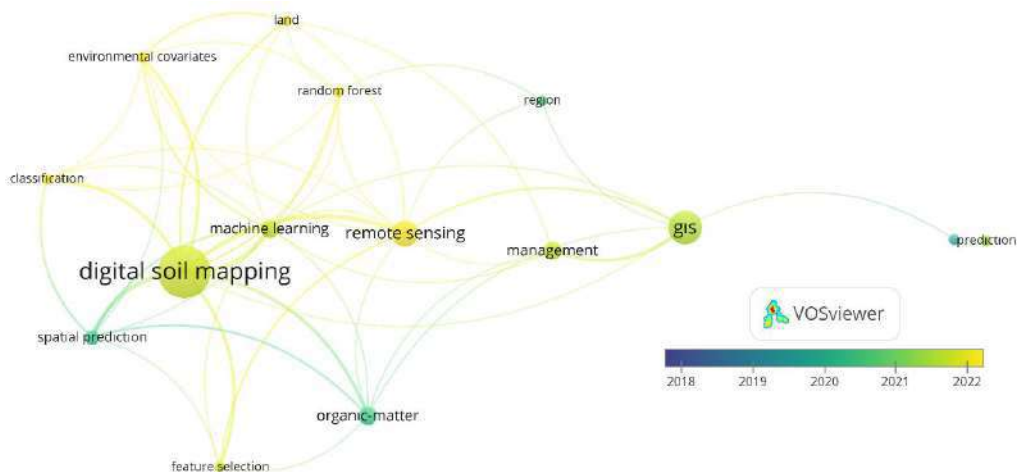 land
environmental covariates
random forest
region
classification
machine learning
remote sensing
gis
management
prediction
digital soil mapping
VOSviewer
spatial prediction
2018 2019 2020 2021 2022
organic-matter
feature selection